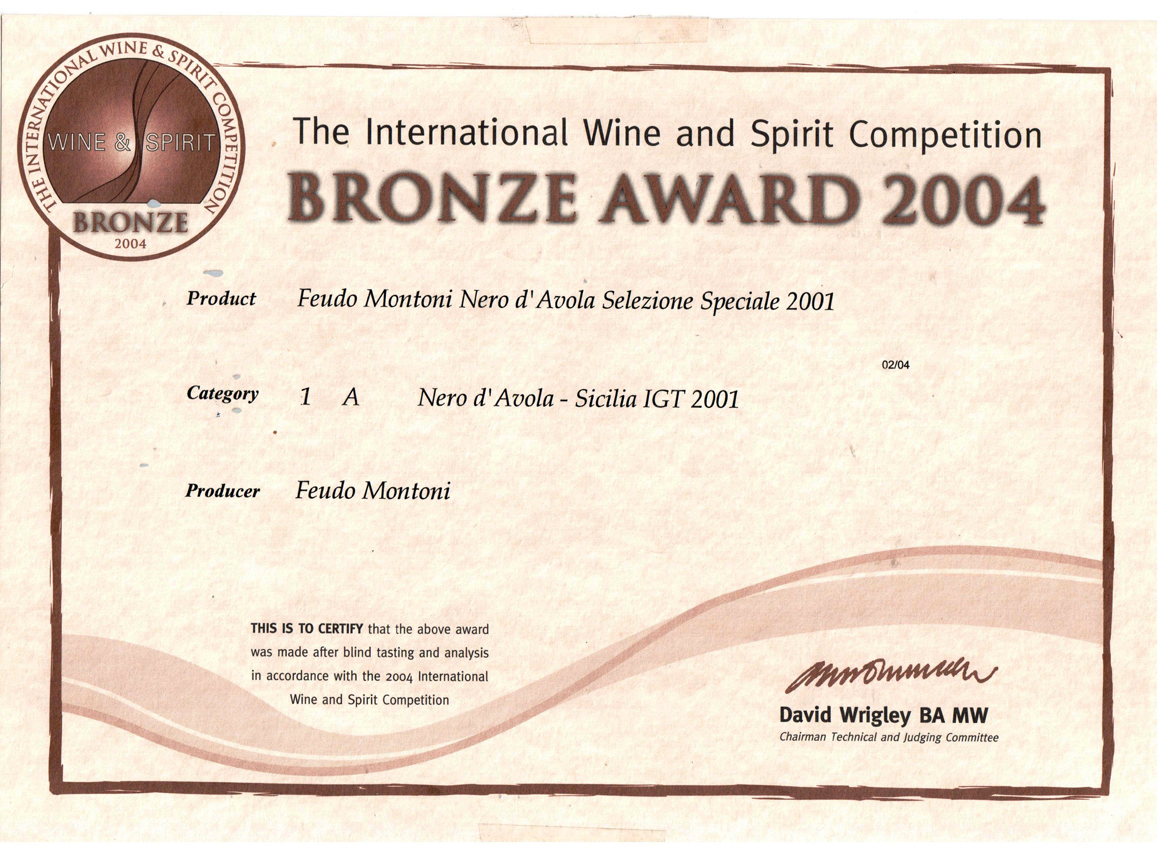 THE INTERNATIONAL WINE & SPIRIT COMPETITION
WINE & SPIRIT
BRONZE
2004
The International Wine and Spirit Competition
BRONZE AWARD 2004
Product Feudo Montoni Nero d'Avola Selezione Speciale 2001
02/04
Category 1 A Nero d'Avola - Sicilia IGT 2001
Producer Feudo Montoni
THIS IS TO CERTIFY that the above award
was made after blind tasting and analysis
in accordance with the 2004 International
Wine and Spirit Competition
David Wrigley BA MW
Chairman Technical and Judging Committee